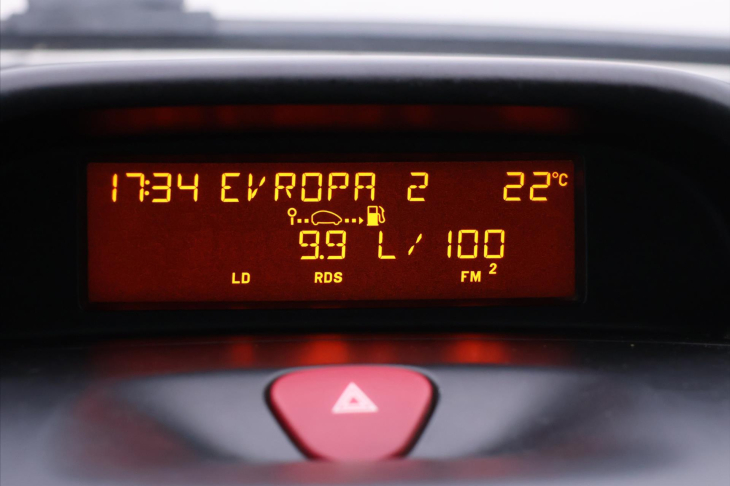 17:34 EVROPA 2 22°C
9.9 L/100
LD RDS FM 2